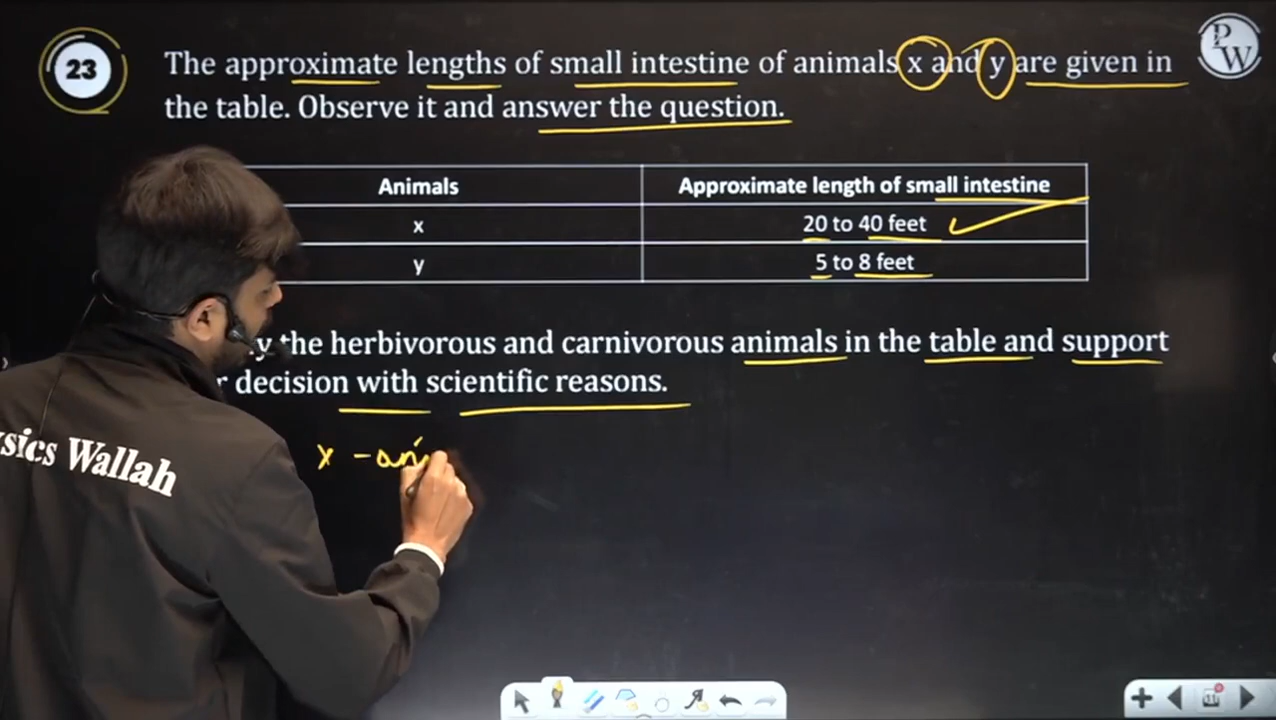 23
The approximate lengths of small intestine of animals x and y are given in
the table. Observe it and answer the question.
PW
Animals
Approximate length of small intestine
x
20 to 40 feet
y
5 to 8 feet
the herbivorous and carnivorous animals in the table and support
decision with scientific reasons.
x - ani
sics Wallah